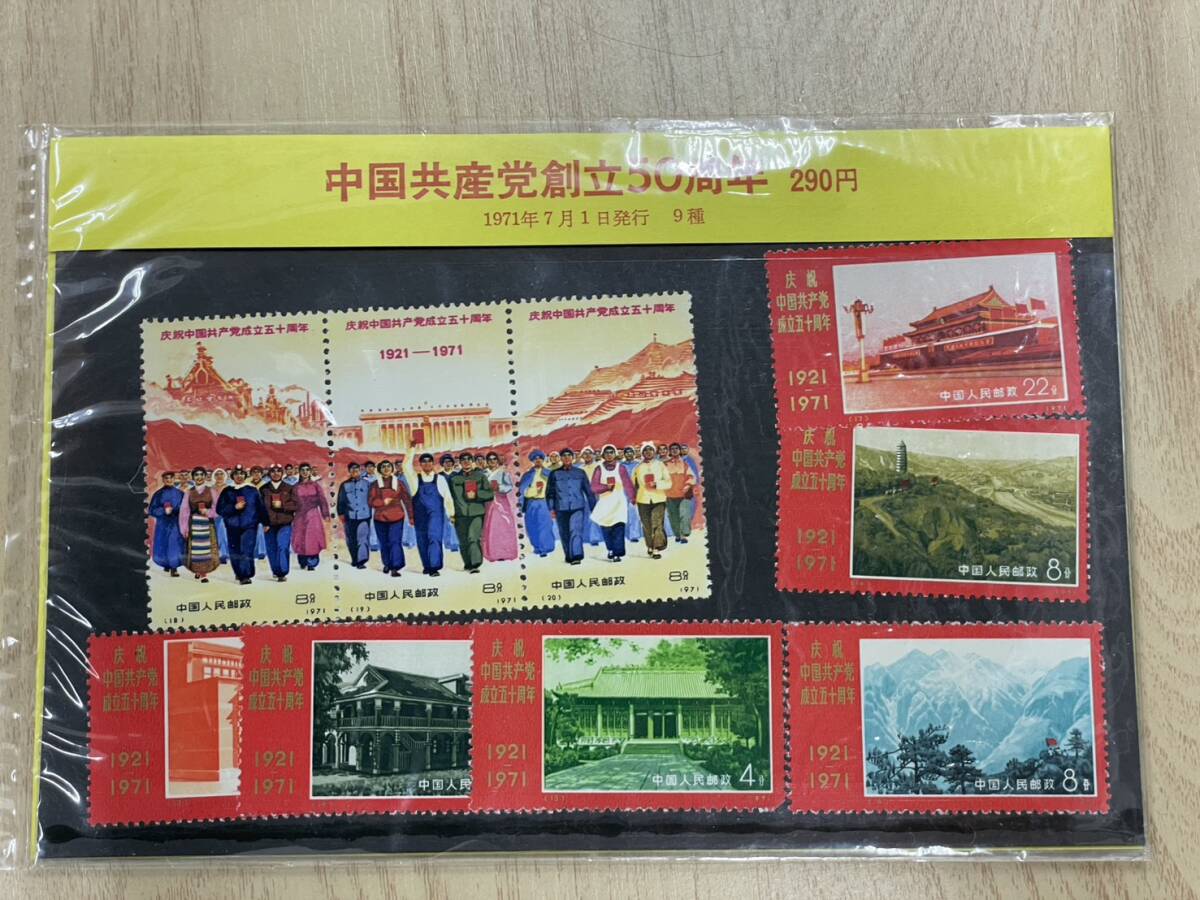 中国共産党創立50周年 290円
1971年7月1日発行 9種
庆祝中国共产党成立五十周年
中国人民邮政 8分
(18) 1971
庆祝中国共产党成立五十周年
1921—1971
中国人民邮政 8分
(19) 1971
庆祝中国共产党成立五十周年
中国人民邮政 8分
(20) 1971
庆祝
中国共产党
成立五十周年
1921
1971
中国人民邮政 22分
庆祝
中国共产党
成立五十周年
1921
1971
中国人民邮政 8分
庆祝
中国共产党
成立五十周年
1921
1971
庆祝
中国共产党
成立五十周年
1921
1971
中国人民
庆祝
中国共产党
成立五十周年
1921
1971
中国人民邮政 4分
庆祝
中国共产党
成立五十周年
1921
1971
中国人民邮政 8分